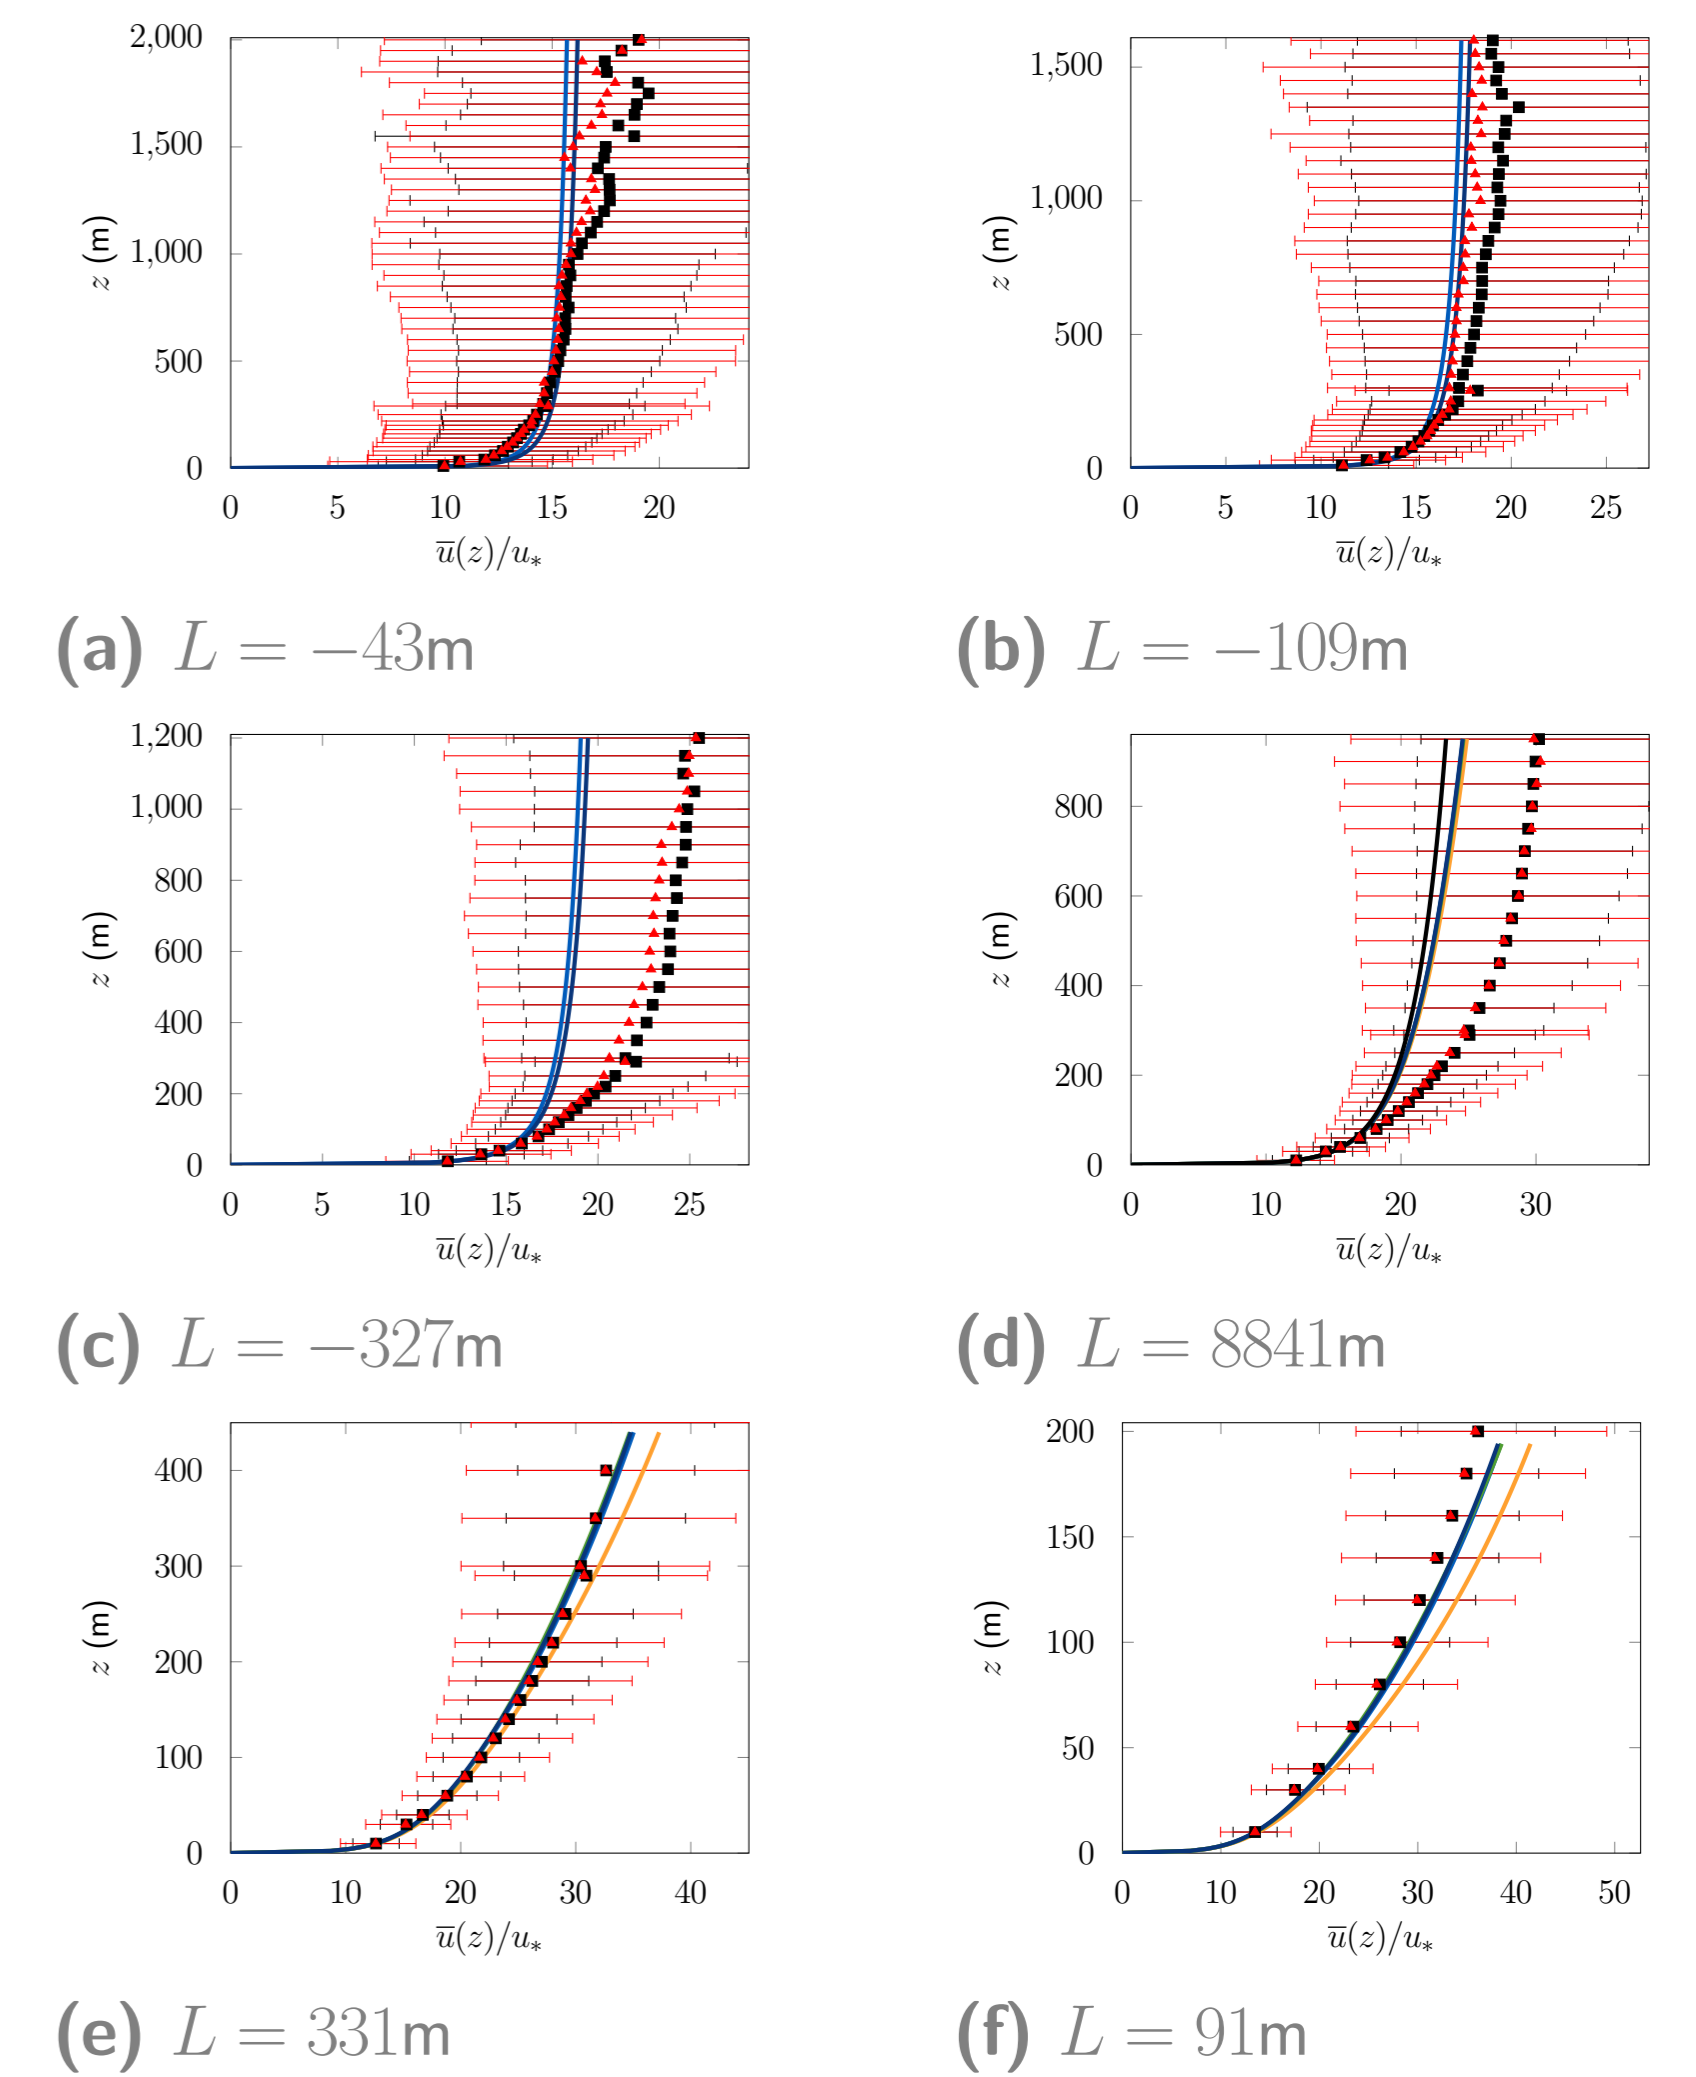 2,000
1,500
1,000
500
0
z (m)
0 5 10 15 20
u̅(z)/u∗
(a) L = −43m
1,500
1,000
500
0
z (m)
0 5 10 15 20 25
u̅(z)/u∗
(b) L = −109m
1,200
1,000
800
600
400
200
0
z (m)
0 5 10 15 20 25
u̅(z)/u∗
(c) L = −327m
800
600
400
200
0
z (m)
0 10 20 30
u̅(z)/u∗
(d) L = 8841m
400
300
200
100
0
z (m)
0 10 20 30 40
u̅(z)/u∗
(e) L = 331m
200
150
100
50
0
z (m)
0 10 20 30 40 50
u̅(z)/u∗
(f) L = 91m